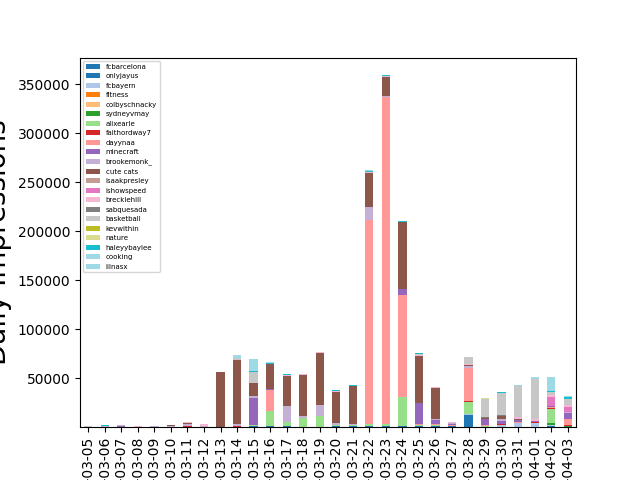 fcbarcelona
onlyjayus
fcbayern
fitness
colbyschnacky
sydneyvmay
alixearle
faithordway7
dayynaa
minecraft
brookemonk_
cute cats
isaakpresley
ishowspeed
breckiehill
sabquesada
basketball
kevwithin
nature
haleyybaylee
cooking
illnasx
350000
300000
250000
200000
150000
100000
50000
Daily Impressions
03-05
03-06
03-07
03-08
03-09
03-10
03-11
03-12
03-13
03-14
03-15
03-16
03-17
03-18
03-19
03-20
03-21
03-22
03-23
03-24
03-25
03-26
03-27
03-28
03-29
03-30
03-31
04-01
04-02
04-03